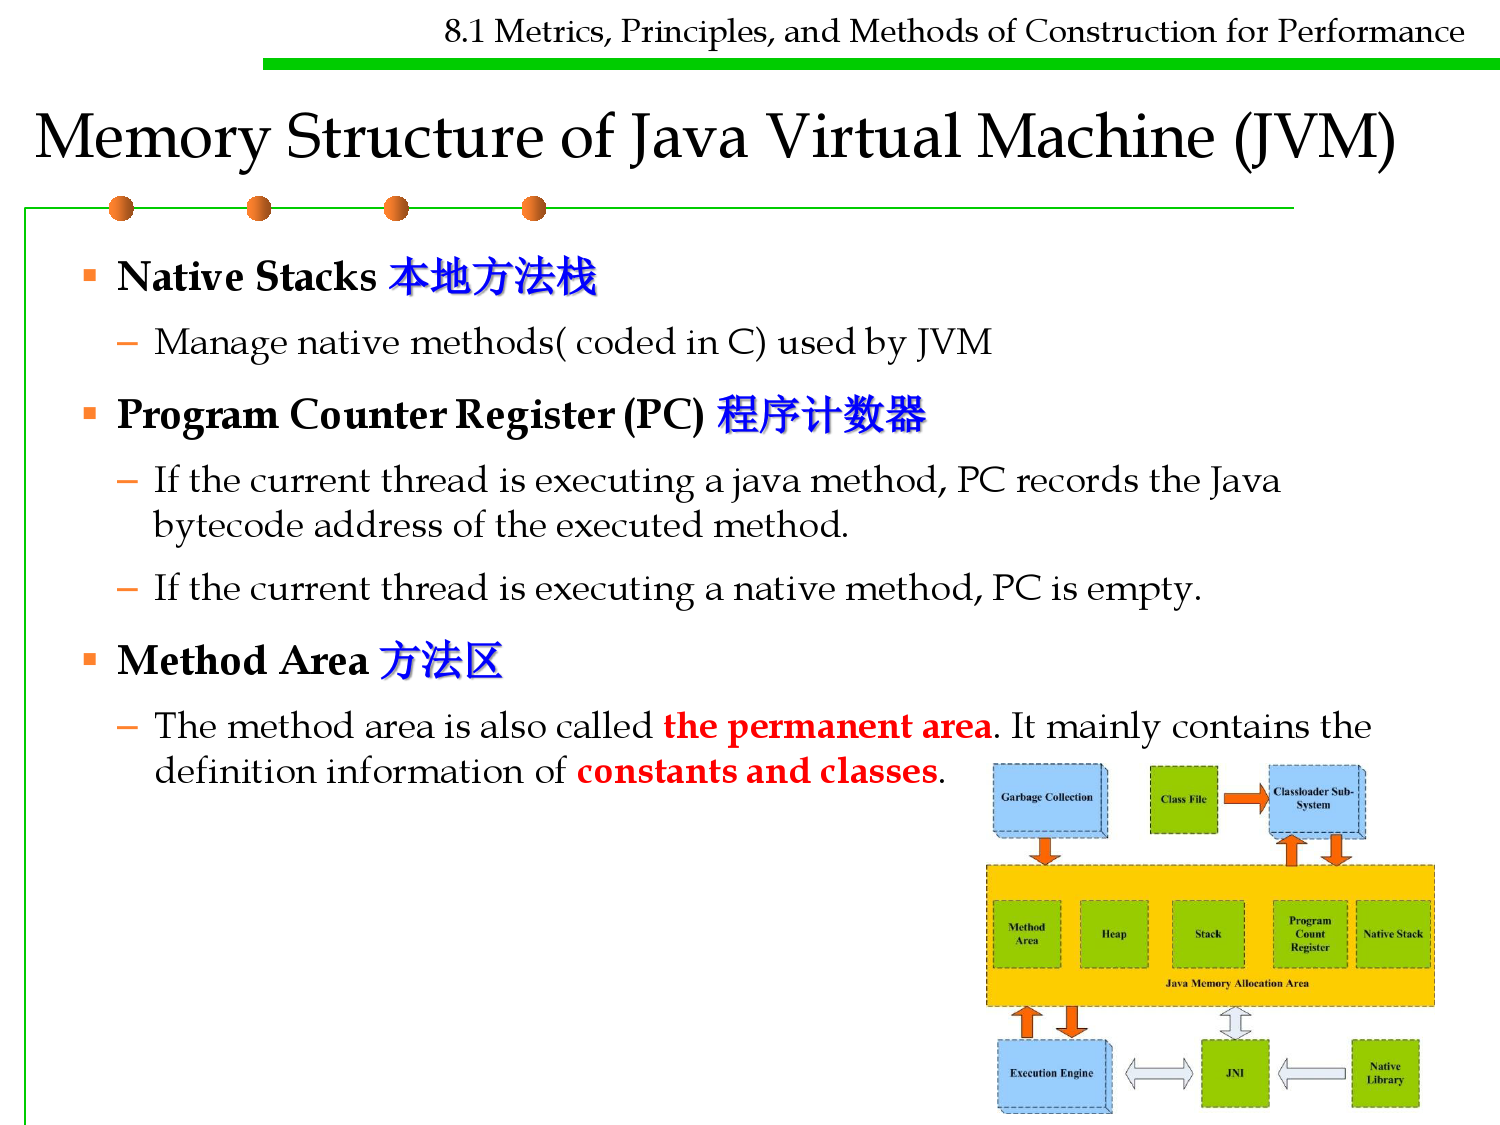 8.1 Metrics, Principles, and Methods of Construction for Performance
Memory Structure of Java Virtual Machine (JVM)
Native Stacks 本地方法栈
– Manage native methods( coded in C) used by JVM
Program Counter Register (PC) 程序计数器
– If the current thread is executing a java method, PC records the Java
bytecode address of the executed method.
– If the current thread is executing a native method, PC is empty.
Method Area 方法区
– The method area is also called the permanent area. It mainly contains the
definition information of constants and classes.
Garbage Collection
Class File
Classloader Sub-
System
Method
Area
Heap
Stack
Program
Count
Register
Native Stack
Java Memory Allocation Area
Execution Engine
JNI
Native
Library